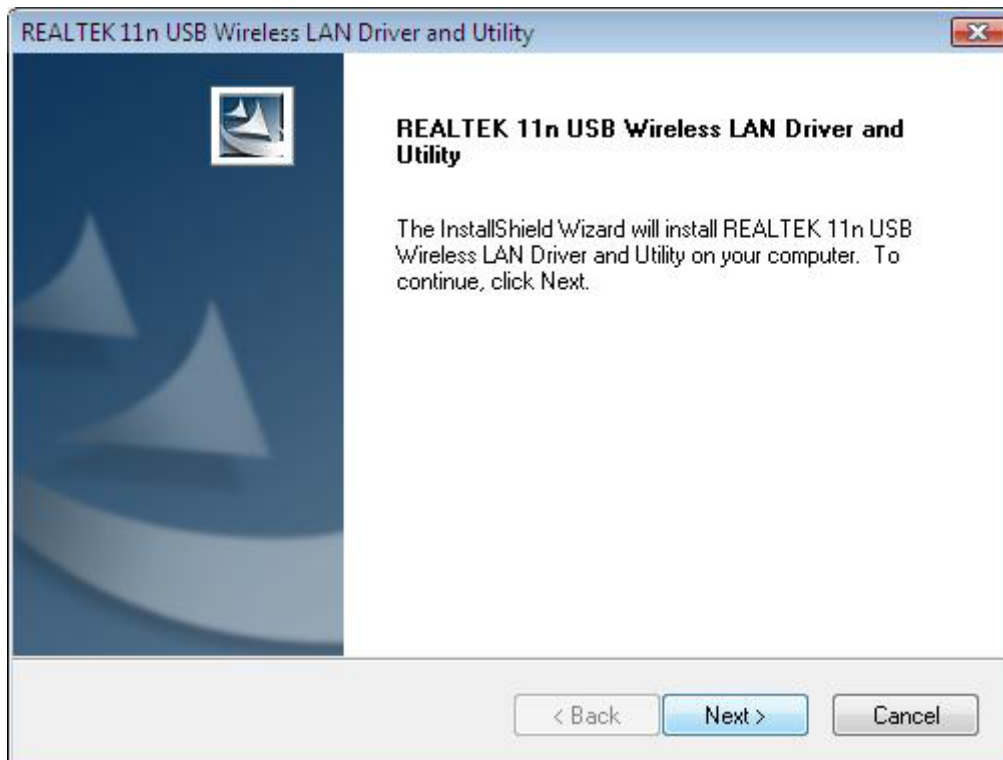 REALTEK 11n USB Wireless LAN Driver and Utility
REALTEK 11n USB Wireless LAN Driver and
Utility
The InstallShield Wizard will install REALTEK 11n USB
Wireless LAN Driver and Utility on your computer. To
continue, click Next.
< Back
Next >
Cancel